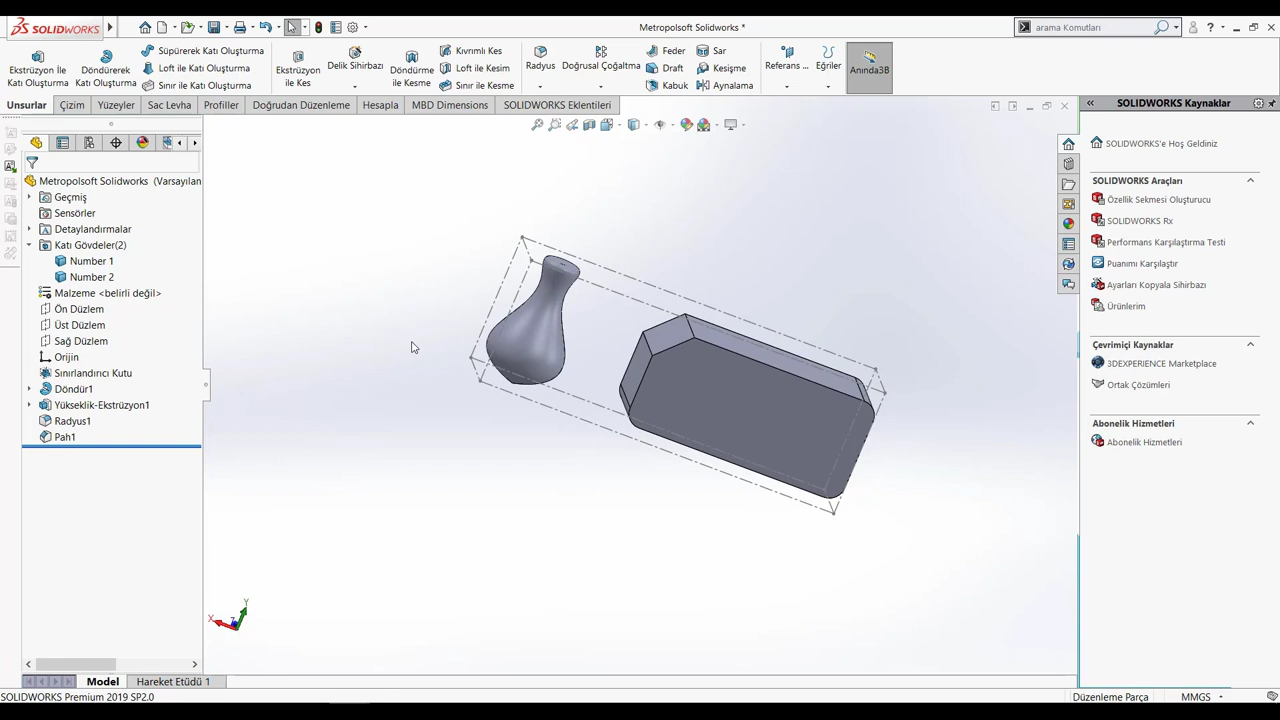 SOLIDWORKS
Metropolsoft Solidworks *
arama Komutları
Ekstrüzyon İle
Katı Oluşturma
Döndürerek
Katı Oluşturma
Süpürerek Katı Oluşturma
Loft ile Katı Oluşturma
Sınır ile Katı Oluşturma
Ekstrüzyon
ile Kes
Delik Sihirbazı
Döndürme
ile Kesme
Kıvrımlı Kes
Loft ile Kesim
Sınır ile Kesme
Radyus
Doğrusal Çoğaltma
Feder
Draft
Kabuk
Sar
Kesişme
Aynalama
Referans ...
Eğriler
Anında3B
Unsurlar
Çizim
Yüzeyler
Sac Levha
Profiller
Doğrudan Düzenleme
Hesapla
MBD Dimensions
SOLIDWORKS Eklentileri
Metropolsoft Solidworks (Varsayılan
Geçmiş
Sensörler
Detaylandırmalar
Katı Gövdeler(2)
Number 1
Number 2
Malzeme <belirli değil>
Ön Düzlem
Üst Düzlem
Sağ Düzlem
Orijin
Sınırlandırıcı Kutu
Döndür1
Yükseklik-Ekstrüzyon1
Radyus1
Pah1
X
Y
Z
SOLIDWORKS Kaynaklar
SOLIDWORKS'e Hoş Geldiniz
SOLIDWORKS Araçları
Özellik Sekmesi Oluşturucu
SOLIDWORKS Rx
Performans Karşılaştırma Testi
Puanımı Karşılaştır
Ayarları Kopyala Sihirbazı
Ürünlerim
Çevrimiçi Kaynaklar
3DEXPERIENCE Marketplace
Ortak Çözümleri
Abonelik Hizmetleri
Abonelik Hizmetleri
Model
Hareket Etüdü 1
SOLIDWORKS Premium 2019 SP2.0
Düzenleme Parça
MMGS